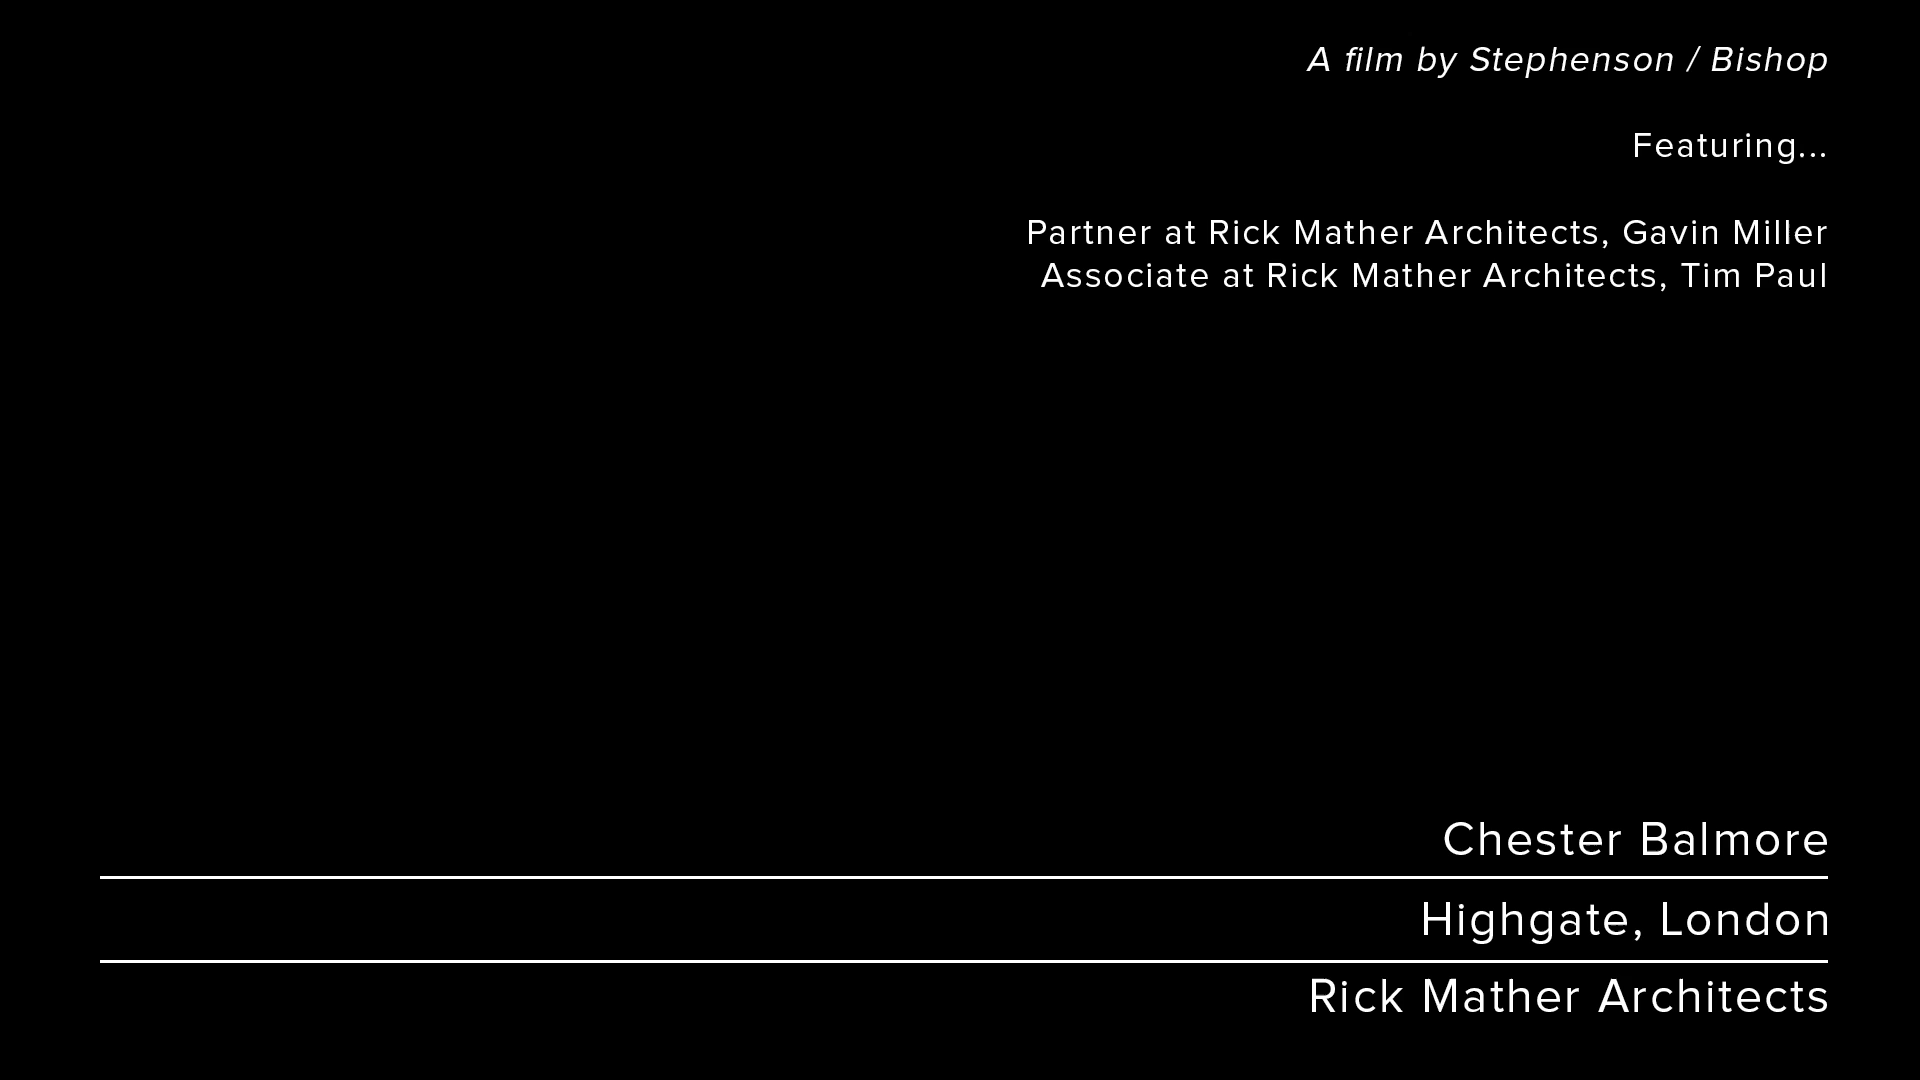 A film by Stephenson / Bishop
Featuring...
Partner at Rick Mather Architects, Gavin Miller
Associate at Rick Mather Architects, Tim Paul
Chester Balmore
Highgate, London
Rick Mather Architects